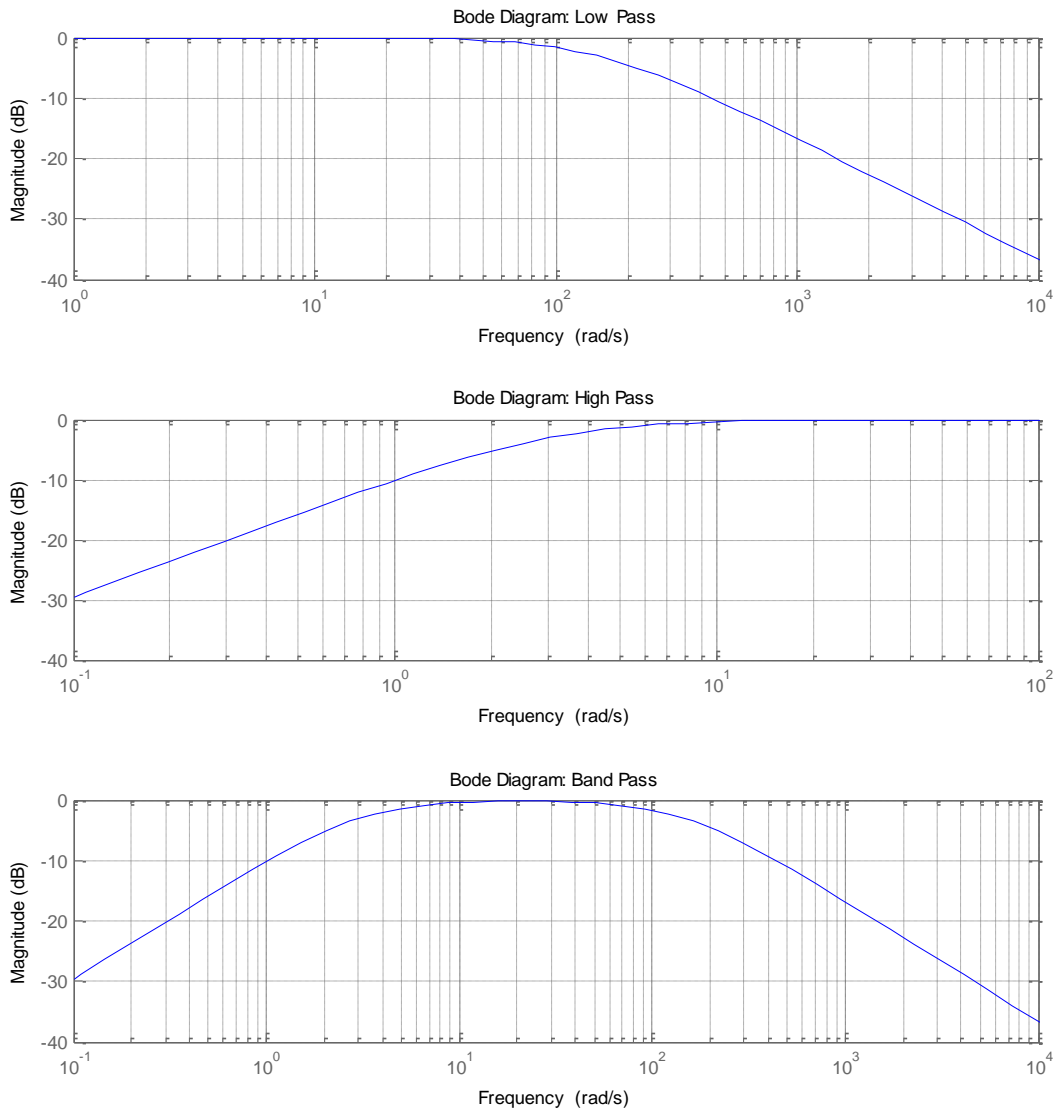 Bode Diagram: Low Pass
0
-10
-20
-30
-40
Magnitude (dB)
10^0 10^1 10^2 10^3 10^4
Frequency (rad/s)
Bode Diagram: High Pass
0
-10
-20
-30
-40
Magnitude (dB)
10^-1 10^0 10^1 10^2
Frequency (rad/s)
Bode Diagram: Band Pass
0
-10
-20
-30
-40
Magnitude (dB)
10^-1 10^0 10^1 10^2 10^3 10^4
Frequency (rad/s)